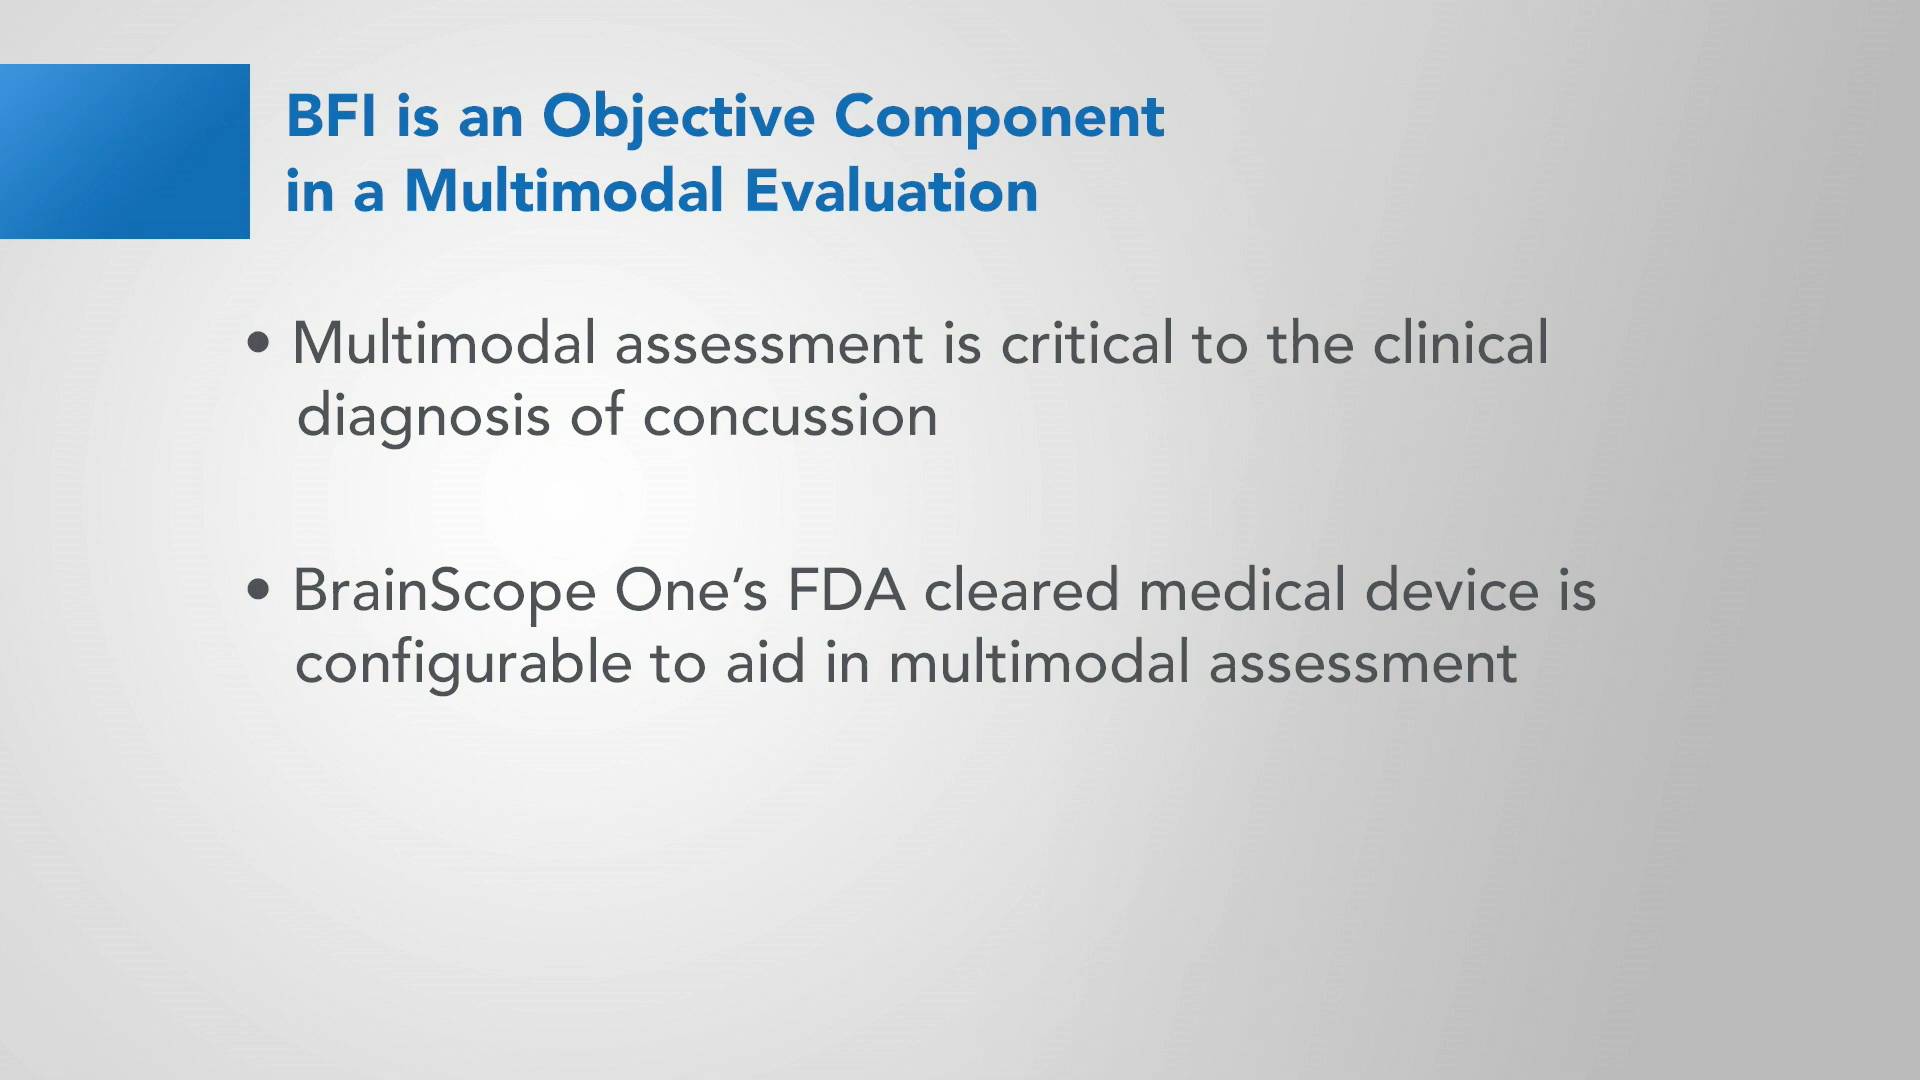 BFI is an Objective Component
in a Multimodal Evaluation
• Multimodal assessment is critical to the clinical
diagnosis of concussion
• BrainScope One’s FDA cleared medical device is
configurable to aid in multimodal assessment